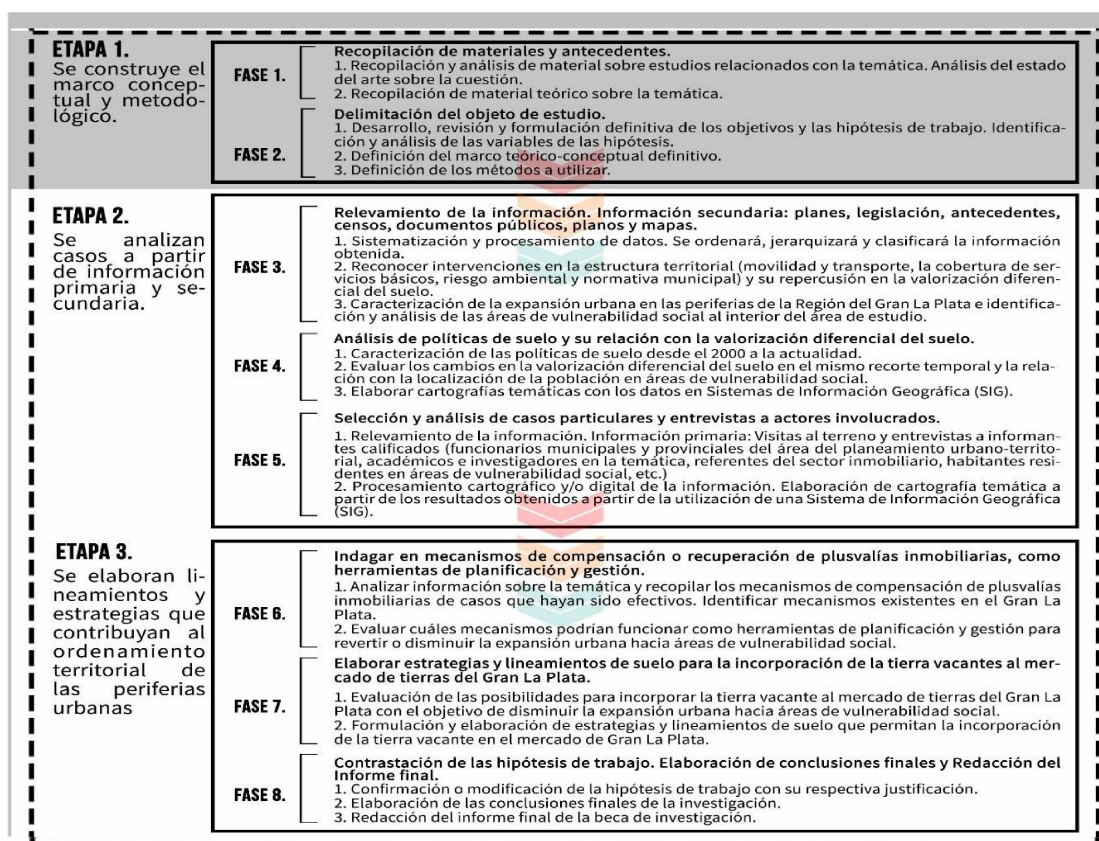 ETAPA 1.
Se construye el
marco concep-
tual y metodo-
lógico.
FASE 1.
Recopilación de materiales y antecedentes.
1. Recopilación y análisis de material sobre estudios relacionados con la temática. Análisis del estado
del arte sobre la cuestión.
2. Recopilación de material teórico sobre la temática.
FASE 2.
Delimitación del objeto de estudio.
1. Desarrollo, revisión y formulación definitiva de los objetivos y las hipótesis de trabajo. Identifica-
ción y análisis de las variables de las hipótesis.
2. Definición del marco teórico-conceptual definitivo.
3. Definición de los métodos a utilizar.
ETAPA 2.
Se analizan
casos a partir
de información
primaria y se-
cundaria.
FASE 3.
Relevamiento de la información. Información secundaria: planes, legislación, antecedentes,
censos, documentos públicos, planos y mapas.
1. Sistematización y procesamiento de datos. Se ordenará, jerarquizará y clasificará la información
obtenida.
2. Reconocer intervenciones en la estructura territorial (movilidad y transporte, la cobertura de ser-
vicios básicos, riesgo ambiental y normativa municipal) y su repercusión en la valorización diferen-
cial del suelo.
3. Caracterización de la expansión urbana en las periferias de la Región del Gran La Plata e identifica-
ción y análisis de las áreas de vulnerabilidad social al interior del área de estudio.
FASE 4.
Análisis de políticas de suelo y su relación con la valorización diferencial del suelo.
1. Caracterización de las políticas de suelo desde el 2000 a la actualidad.
2. Evaluar los cambios en la valorización diferencial del suelo en el mismo recorte temporal y la rela-
ción con la localización de la población en áreas de vulnerabilidad social.
3. Elaborar cartografías temáticas con los datos en Sistemas de Información Geográfica (SIG).
FASE 5.
Selección y análisis de casos particulares y entrevistas a actores involucrados.
1. Relevamiento de la información. Información primaria: Visitas al terreno y entrevistas a informan-
tes calificados (funcionarios municipales y provinciales del área del planeamiento urbano-territo-
rial, académicos e investigadores en la temática, referentes del sector inmobiliario, habitantes resi-
dentes en áreas de vulnerabilidad social, etc.)
2. Procesamiento cartográfico y/o digital de la información. Elaboración de cartografía temática a
partir de los resultados obtenidos a partir de la utilización de una Sistema de Información Geográfica
(SIG).
ETAPA 3.
Se elaboran li-
neamientos y
estrategias que
contribuyan al
ordenamiento
territorial de
las periferias
urbanas
FASE 6.
Indagar en mecanismos de compensación o recuperación de plusvalías inmobiliarias, como
herramientas de planificación y gestión.
1. Analizar información sobre la temática y recopilar los mecanismos de compensación de plusvalías
inmobiliarias de casos que hayan sido efectivos. Identificar mecanismos existentes en el Gran La
Plata.
2. Evaluar cuáles mecanismos podrían funcionar como herramientas de planificación y gestión para
revertir o disminuir la expansión urbana hacia áreas de vulnerabilidad social.
FASE 7.
Elaborar estrategias y lineamientos de suelo para la incorporación de la tierra vacantes al mer-
cado de tierras del Gran La Plata.
1. Evaluación de las posibilidades para incorporar la tierra vacante al mercado de tierras del Gran La
Plata con el objetivo de disminuir la expansión urbana hacia áreas de vulnerabilidad social.
2. Formulación y elaboración de estrategias y lineamientos de suelo que permitan la incorporación
de la tierra vacante en el mercado de Gran La Plata.
FASE 8.
Contrastación de las hipótesis de trabajo. Elaboración de conclusiones finales y Redacción del
Informe final.
1. Confirmación o modificación de la hipótesis de trabajo con su respectiva justificación.
2. Elaboración de las conclusiones finales de la investigación.
3. Redacción del informe final de la beca de investigación.